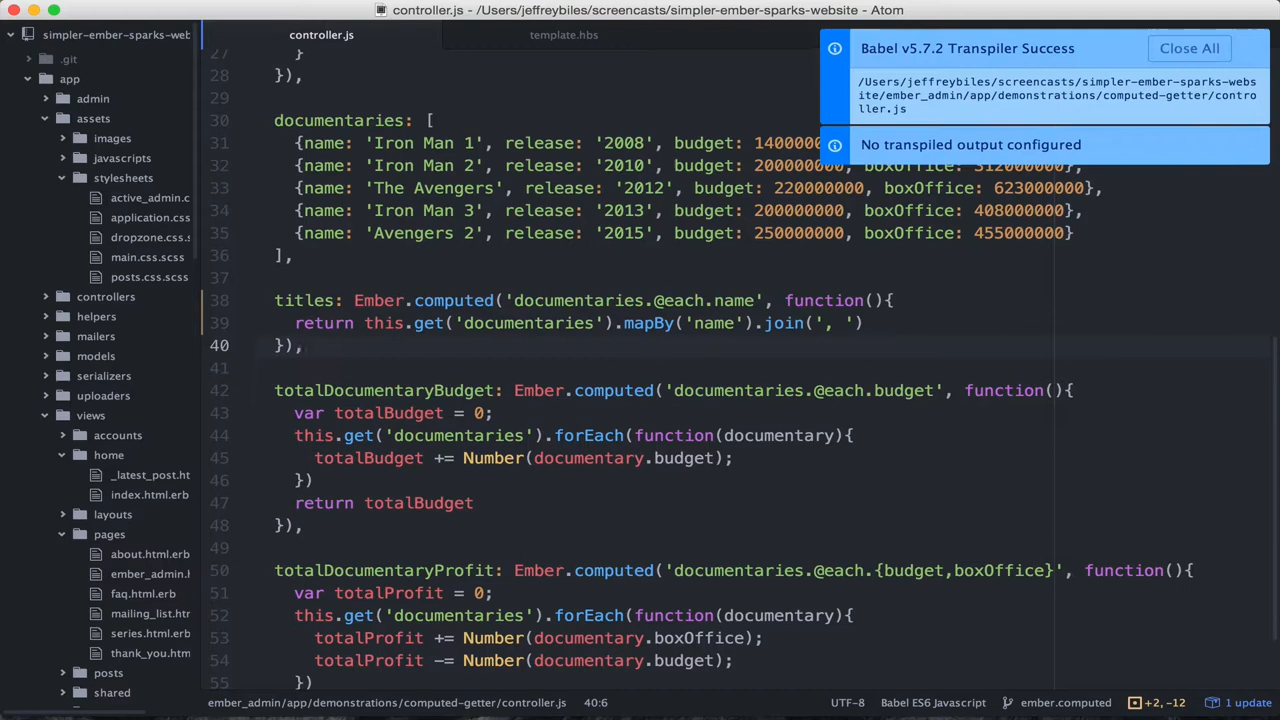 controller.js - /Users/jeffreybiles/screencasts/simpler-ember-sparks-website - Atom
simpler-ember-sparks-web
.git
app
admin
assets
images
javascripts
stylesheets
active_admin.c
application.css
dropzone.css.s
main.css.scss
posts.css.scss
controllers
helpers
mailers
models
serializers
uploaders
views
accounts
home
_latest_post.ht
index.html.erb
layouts
pages
about.html.erb
ember_admin.h
faq.html.erb
mailing_list.htn
series.html.erb
thank_you.htm
posts
shared
controller.js
template.hbs
27 }
28 }),
29
30 documentaries: [
31 {name: 'Iron Man 1', release: '2008', budget: 1400000
32 {name: 'Iron Man 2', release: '2010', budget: 200000000, boxOffice: 312000000},
33 {name: 'The Avengers', release: '2012', budget: 220000000, boxOffice: 623000000},
34 {name: 'Iron Man 3', release: '2013', budget: 200000000, boxOffice: 408000000},
35 {name: 'Avengers 2', release: '2015', budget: 250000000, boxOffice: 455000000}
36 ],
37
38 titles: Ember.computed('documentaries.@each.name', function(){
39 return this.get('documentaries').mapBy('name').join(', ')
40 }),
41
42 totalDocumentaryBudget: Ember.computed('documentaries.@each.budget', function(){
43 var totalBudget = 0;
44 this.get('documentaries').forEach(function(documentary){
45 totalBudget += Number(documentary.budget);
46 })
47 return totalBudget
48 }),
49
50 totalDocumentaryProfit: Ember.computed('documentaries.@each.{budget,boxOffice}', function(){
51 var totalProfit = 0;
52 this.get('documentaries').forEach(function(documentary){
53 totalProfit += Number(documentary.boxOffice);
54 totalProfit -= Number(documentary.budget);
55 })
Babel v5.7.2 Transpiler Success
Close All
/Users/jeffreybiles/screencasts/simpler-ember-sparks-web
site/ember_admin/app/demonstrations/computed-getter/contro
ller.js
No transpiled output configured
ember_admin/app/demonstrations/computed-getter/controller.js 40:6 UTF-8 Babel ES6 Javascript ember.computed +2, -12 1 update